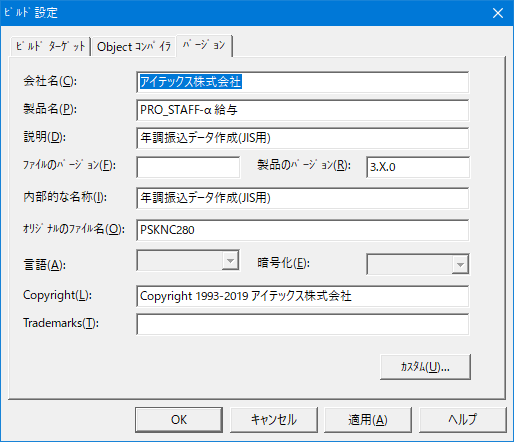 ﾋﾞﾙﾄﾞ 設定
ﾋﾞﾙﾄﾞ ﾀｰｹﾞｯﾄ Object ｺﾝﾊﾟｲﾗ ﾊﾞｰｼﾞｮﾝ
会社名(C): アイテックス株式会社
製品名(P): PRO_STAFF-α 給与
説明(D): 年調振込データ作成(JIS用)
ﾌｧｲﾙのﾊﾞｰｼﾞｮﾝ(F): 製品のﾊﾞｰｼﾞｮﾝ(R): 3.X.0
内部的な名称(I): 年調振込データ作成(JIS用)
ｵﾘｼﾞﾅﾙのﾌｧｲﾙ名(O): PSKNC280
言語(A): 暗号化(E):
Copyright(L): Copyright 1993-2019 アイテックス株式会社
Trademarks(T):
ｶｽﾀﾑ(U)...
OK キャンセル 適用(A) ヘルプ